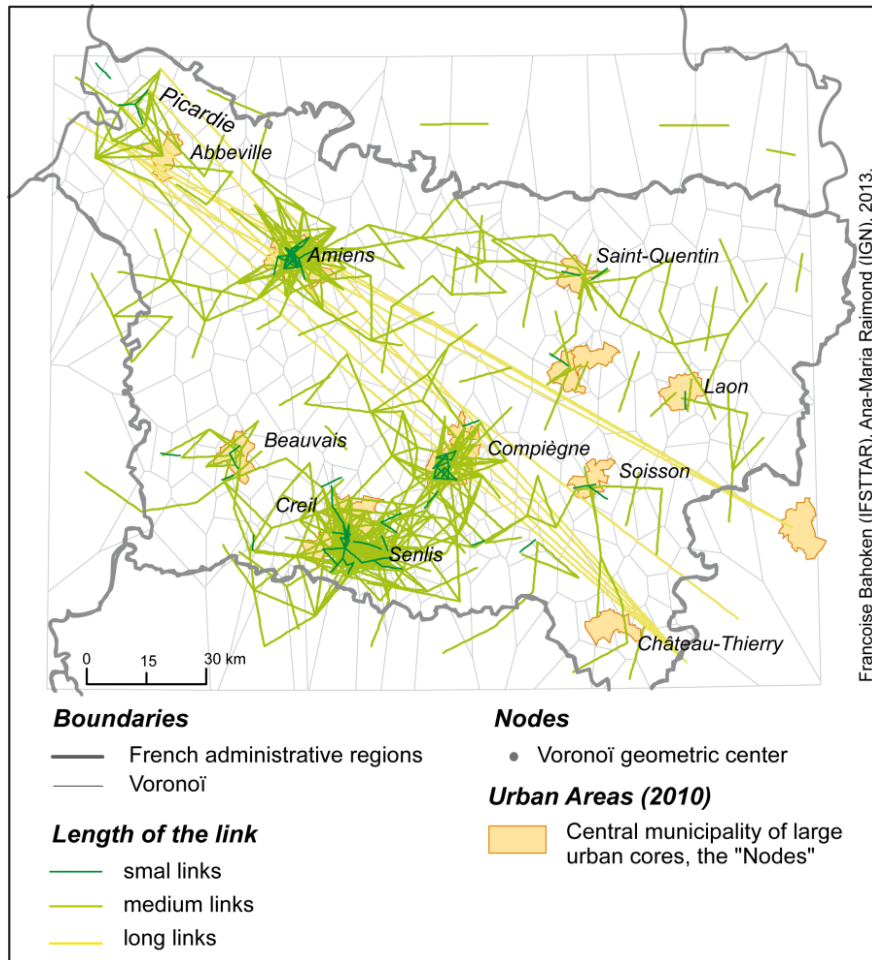 Picardie
Abbeville
Amiens
Saint-Quentin
Laon
Beauvais
Compiègne
Soisson
Creil
Senlis
Château-Thierry
0 15 30 km
Francoise Bahoken (IFSTTAR), Ana-Maria Raimond (IGN), 2013.
Boundaries
French administrative regions
Voronoï
Length of the link
smal links
medium links
long links
Nodes
Voronoï geometric center
Urban Areas (2010)
Central municipality of large
urban cores, the "Nodes"